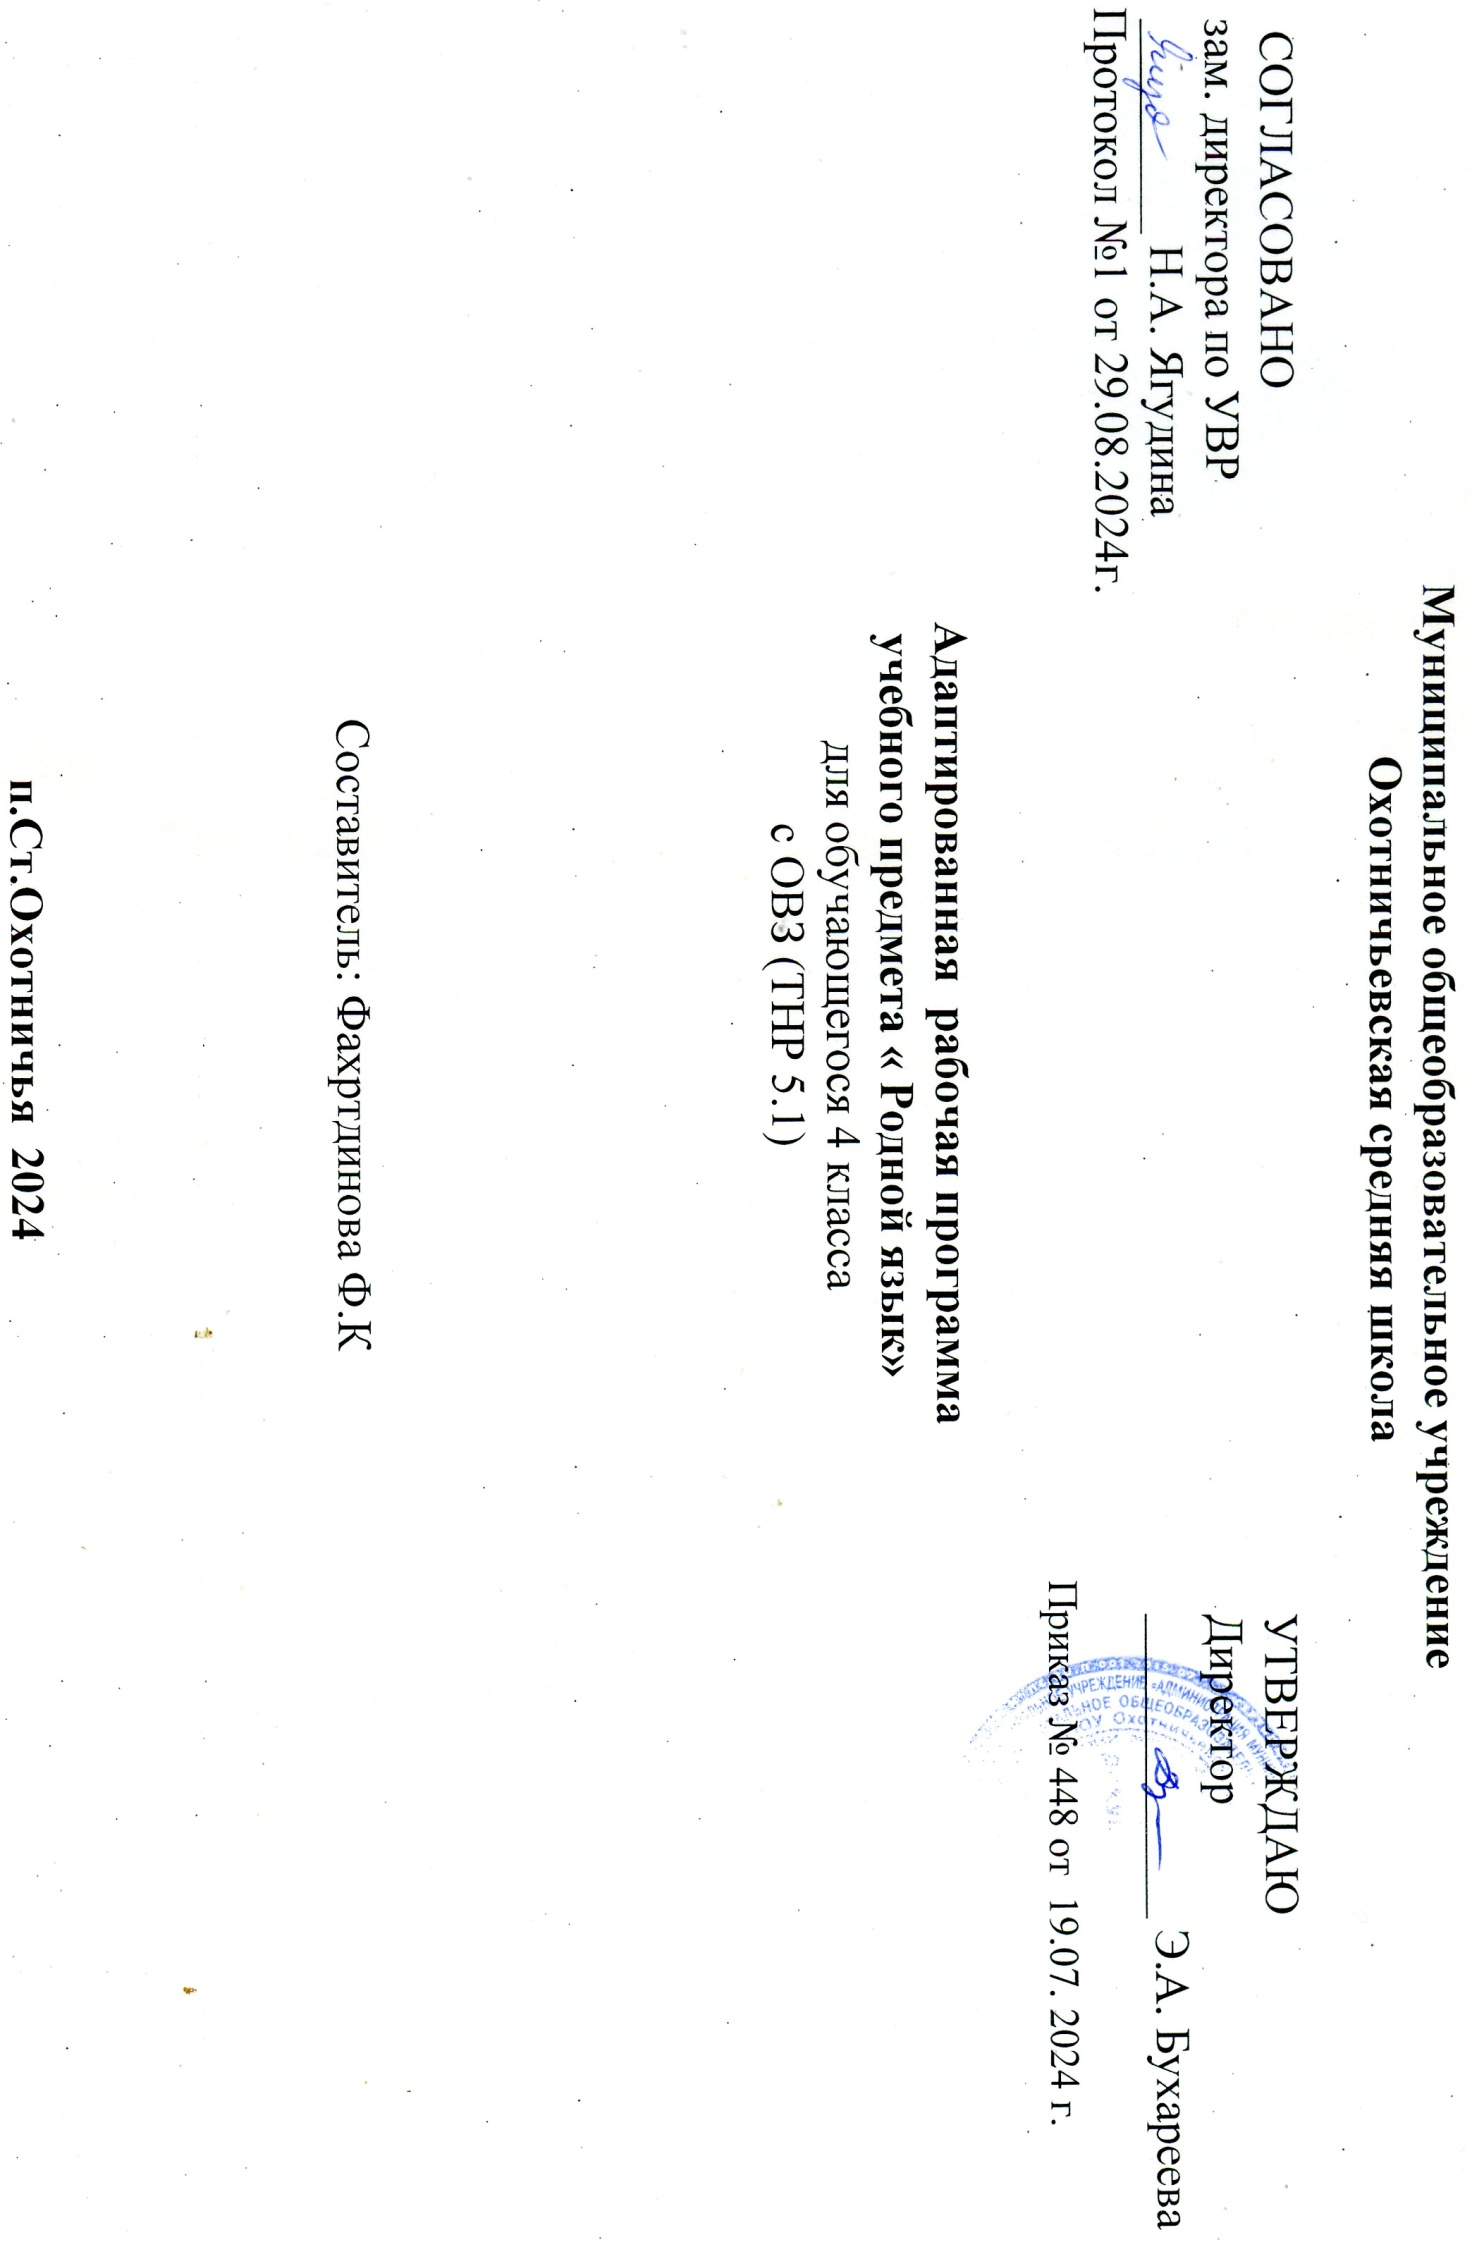 Муниципальное общеобразовательное учреждение
Охотничьевская средняя школа
СОГЛАСОВАНО
зам. директора по УВР
Н.А. Ягудина
Протокол №1 от 29.08.2024г.
УТВЕРЖДАЮ
Директор
Э.А. Бухареева
Приказ № 448 от 19.07. 2024 г.
Адаптированная рабочая программа
учебного предмета « Родной язык»
для обучающегося 4 класса
с ОВЗ (ТНР 5.1)
Составитель: Фахртдинова Ф.К
п.Ст.Охотничья 2024